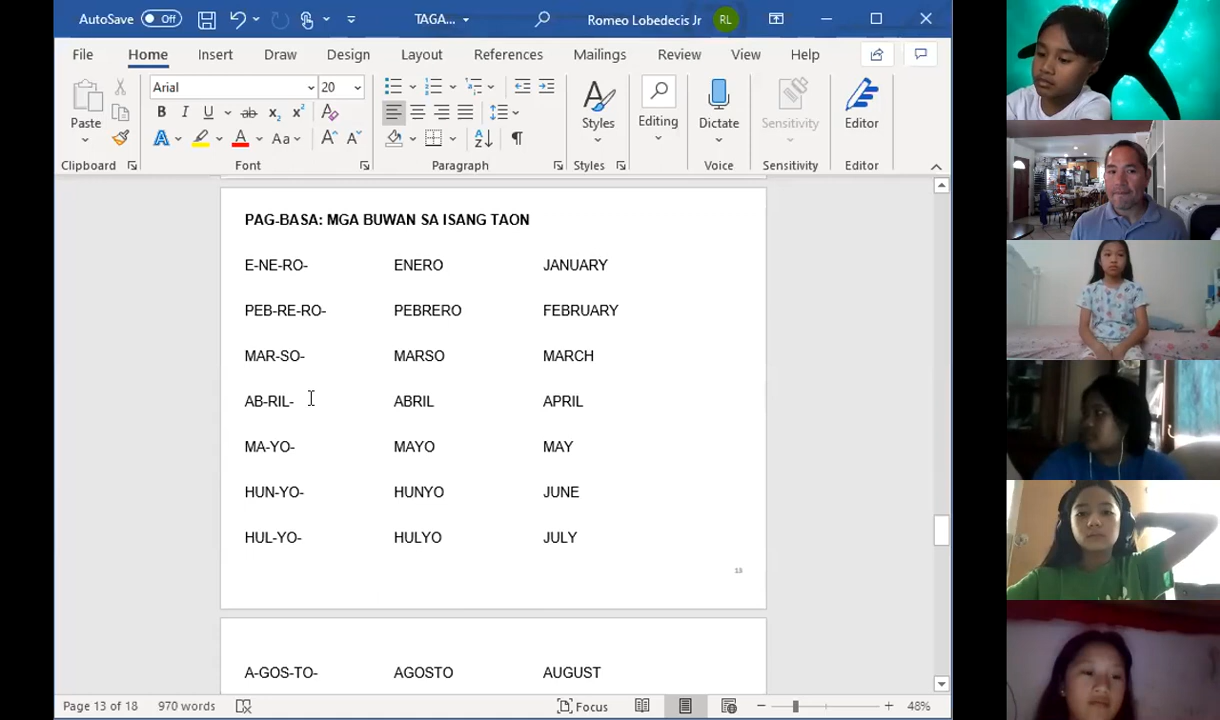 AutoSave Off TAGA... Romeo Lobedecis Jr RL
File Home Insert Draw Design Layout References Mailings Review View Help
Arial 20
Paste Styles Editing Dictate Sensitivity Editor
Clipboard Font Paragraph Styles Voice Sensitivity Editor
PAG-BASA: MGA BUWAN SA ISANG TAON
E-NE-RO- ENERO JANUARY
PEB-RE-RO- PEBRERO FEBRUARY
MAR-SO- MARSO MARCH
AB-RIL- ABRIL APRIL
MA-YO- MAYO MAY
HUN-YO- HUNYO JUNE
HUL-YO- HULYO JULY
13
A-GOS-TO- AGOSTO AUGUST
Page 13 of 18 970 words Focus 48%